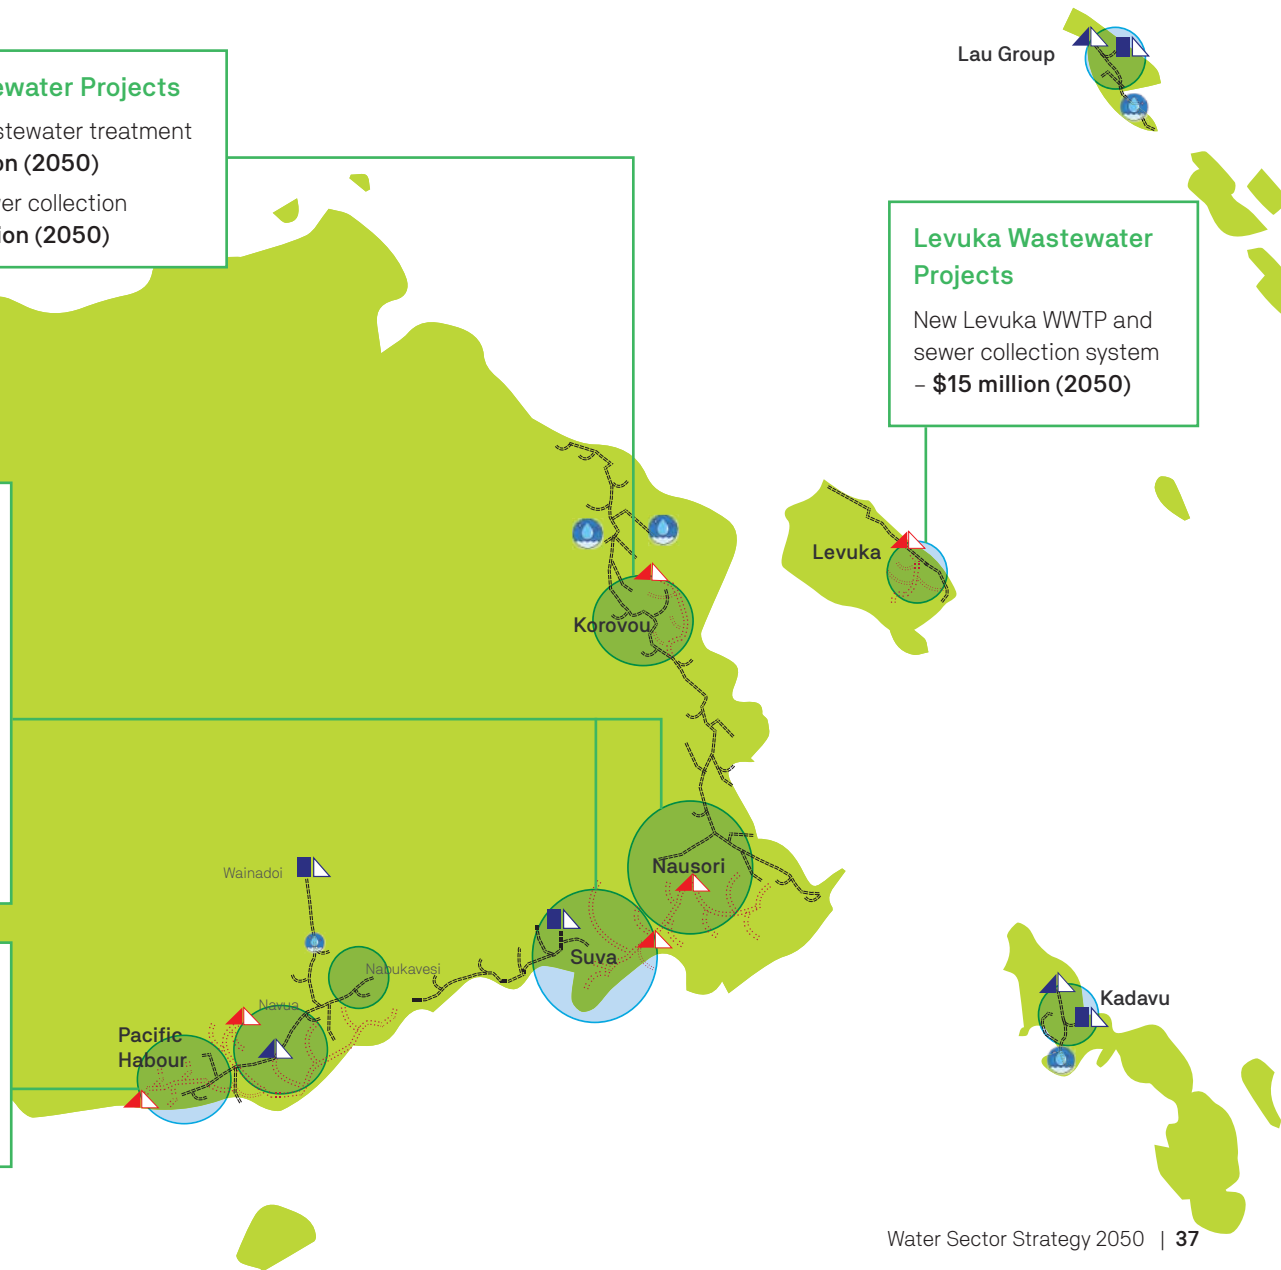 Lau Group
ewater Projects
stewater treatment
on (2050)
er collection
ion (2050)
Levuka Wastewater
Projects
New Levuka WWTP and
sewer collection system
– $15 million (2050)
Levuka
Korovou
Nausori
Wainadoi
Suva
Nabukavesi
Navua
Kadavu
Pacific
Habour
Water Sector Strategy 2050 | 37